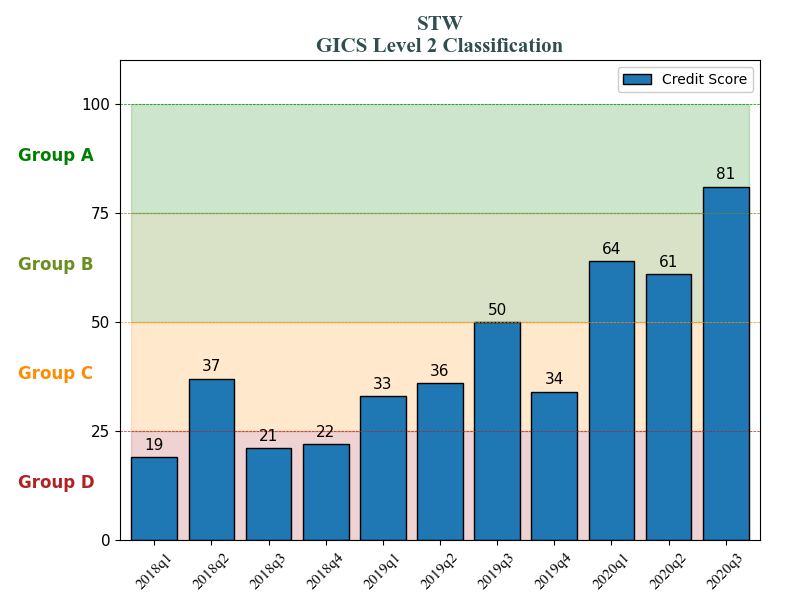 STW
GICS Level 2 Classification
Credit Score
100
Group A
81
75
Group B
64
61
50
50
37
36
Group C
33
34
25
19
21
22
Group D
0
2018q1
2018q2
2018q3
2018q4
2019q1
2019q2
2019q3
2019q4
2020q1
2020q2
2020q3